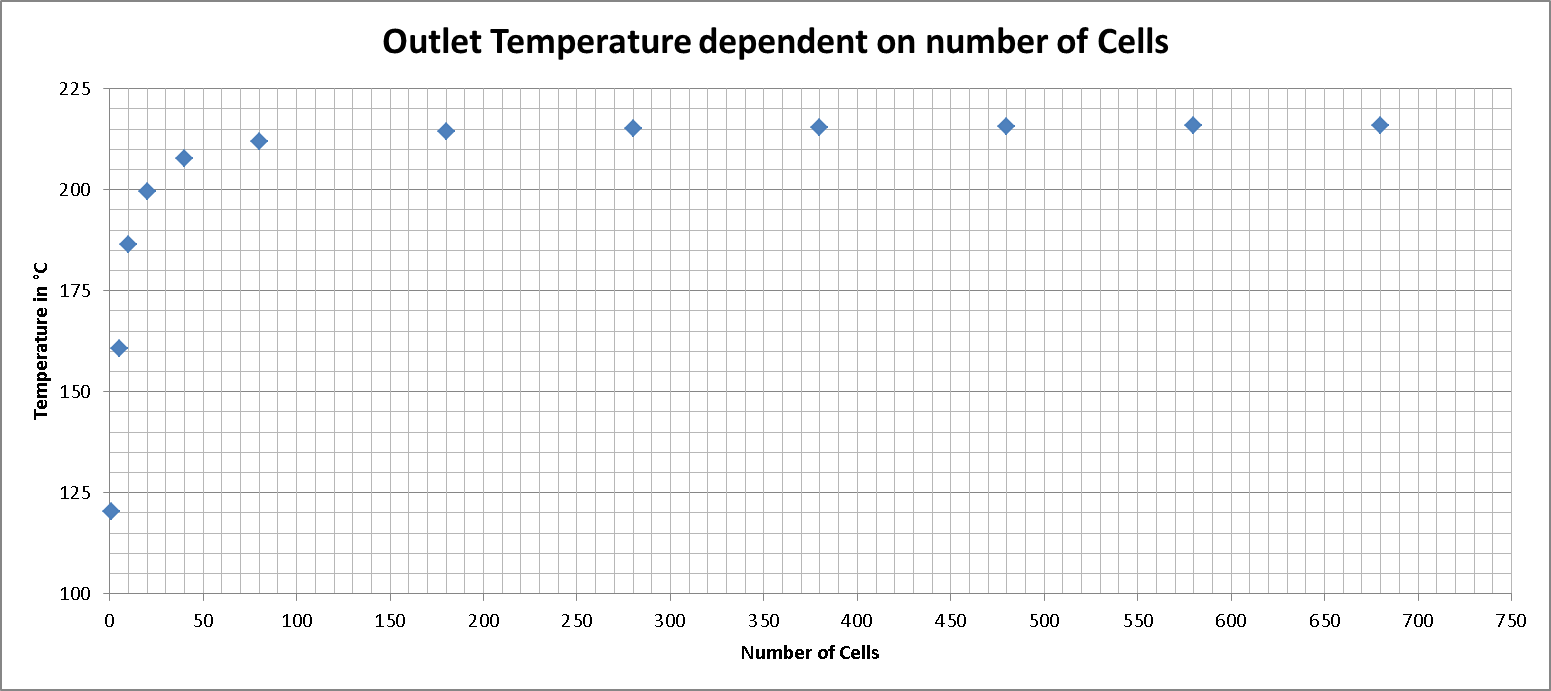 Outlet Temperature dependent on number of Cells
225
200
175
150
125
100
Temperature in °C
0 50 100 150 200 250 300 350 400 450 500 550 600 650 700 750
Number of Cells